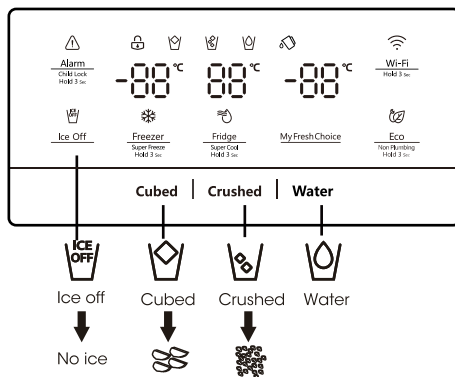 Alarm
Child Lock
Hold 3 Sec
-88°C
88°C
-88°C
Wi-Fi
Hold 3 Sec
ICE OFF
Ice Off
Freezer
Super Freeze
Hold 3 Sec
Fridge
Super Cool
Hold 3 Sec
My Fresh Choice
Eco
Non Plumbing
Hold 3 Sec
Cubed | Crushed | Water
ICE
OFF
Ice off
Cubed
Crushed
Water
No ice